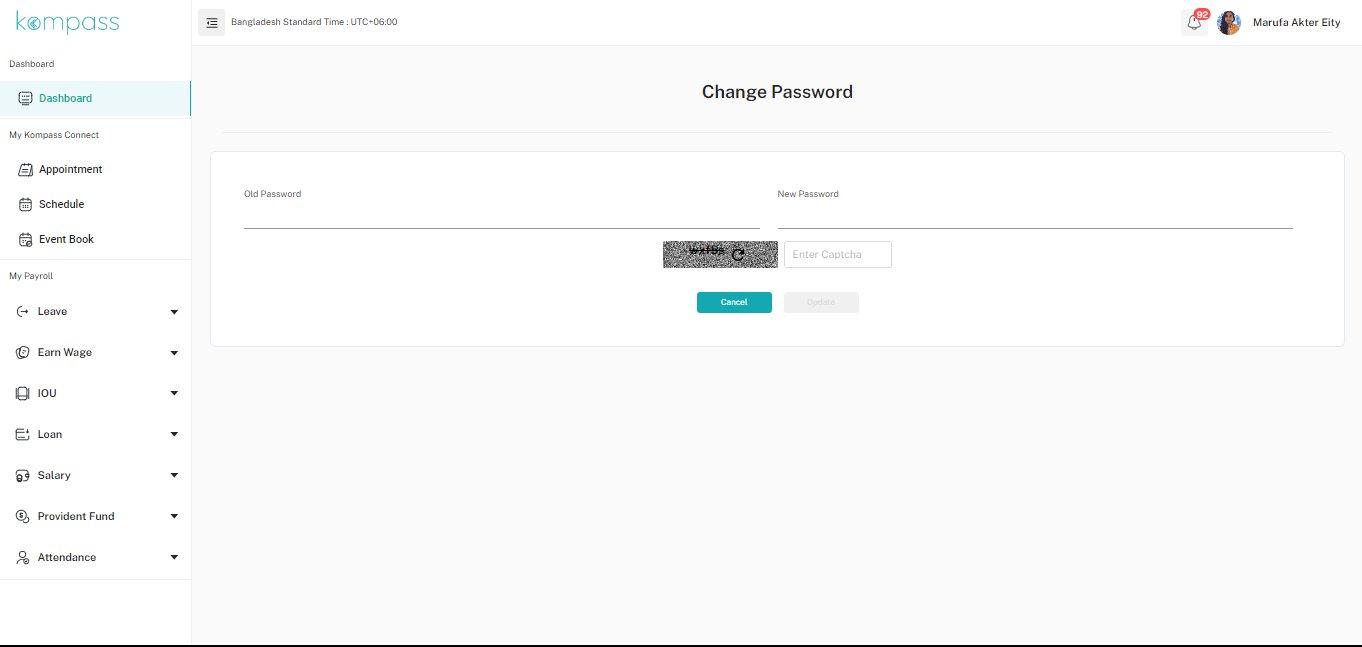 kompass
Bangladesh Standard Time : UTC+06:00
92
Marufa Akter Eity
Dashboard
Dashboard
My Kompass Connect
Appointment
Schedule
Event Book
My Payroll
Leave
Earn Wage
IOU
Loan
Salary
Provident Fund
Attendance
Change Password
Old Password
New Password
Enter Captcha
Cancel
Update